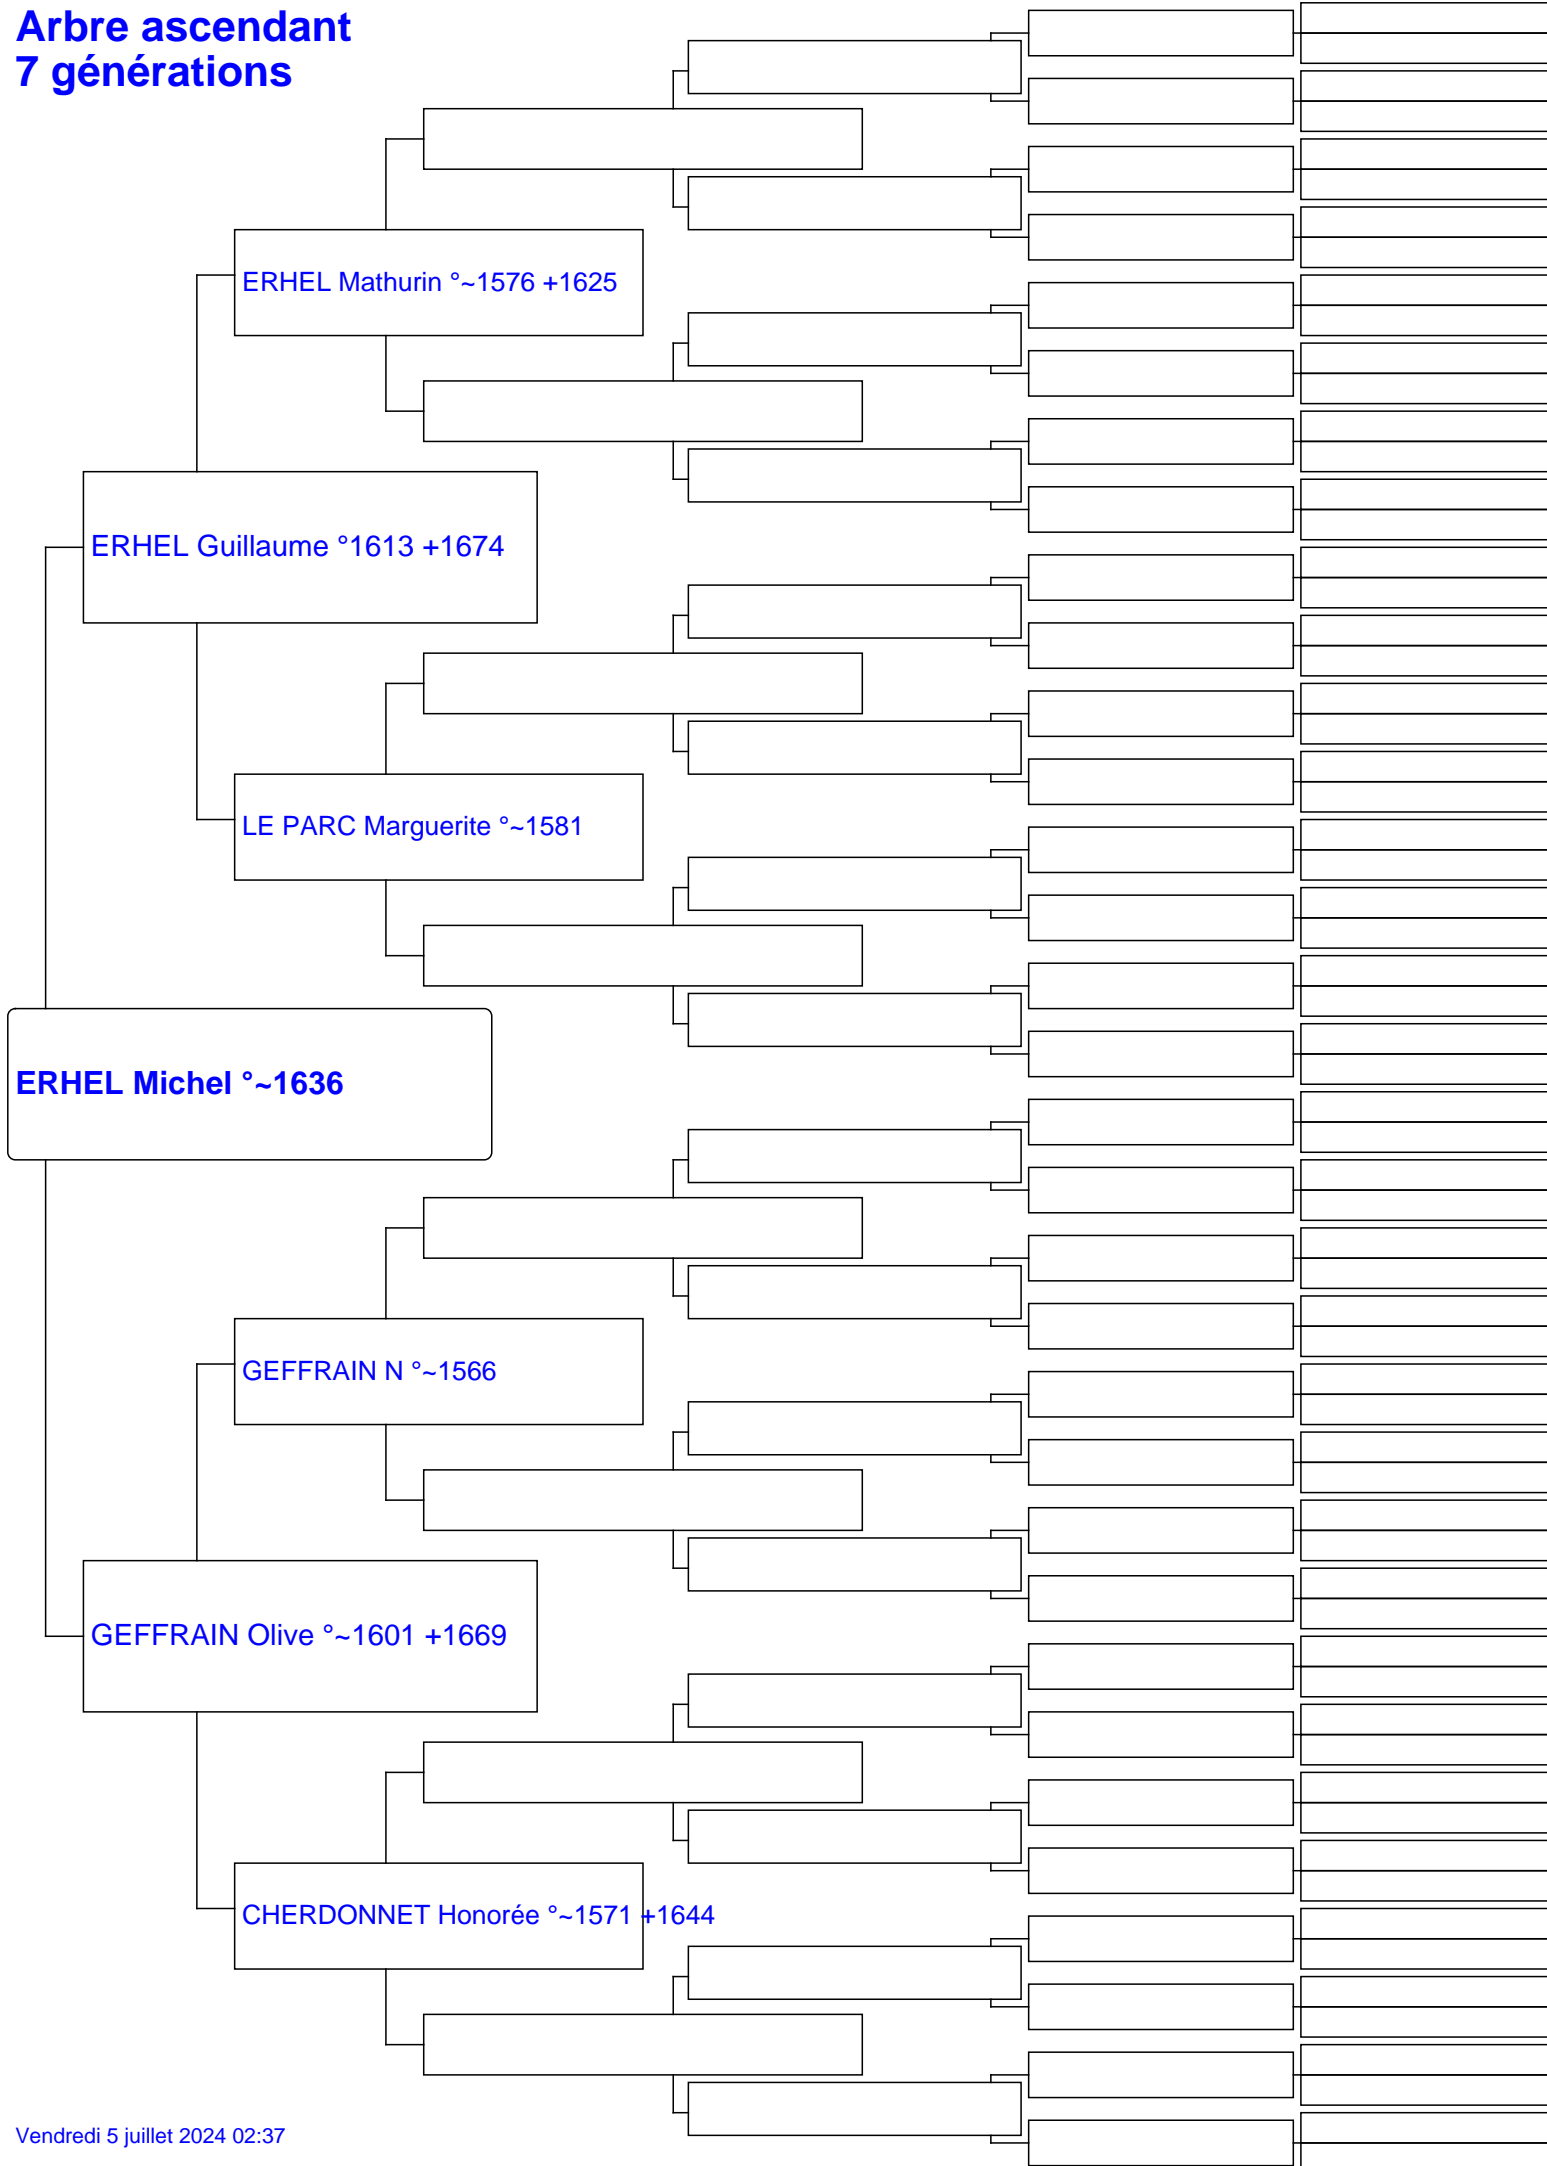 Arbre ascendant
7 générations
ERHEL Mathurin °~1576 +1625
ERHEL Guillaume °1613 +1674
LE PARC Marguerite °~1581
ERHEL Michel °~1636
GEFFRAIN N °~1566
GEFFRAIN Olive °~1601 +1669
CHERDONNET Honorée °~1571 +1644
Vendredi 5 juillet 2024 02:37